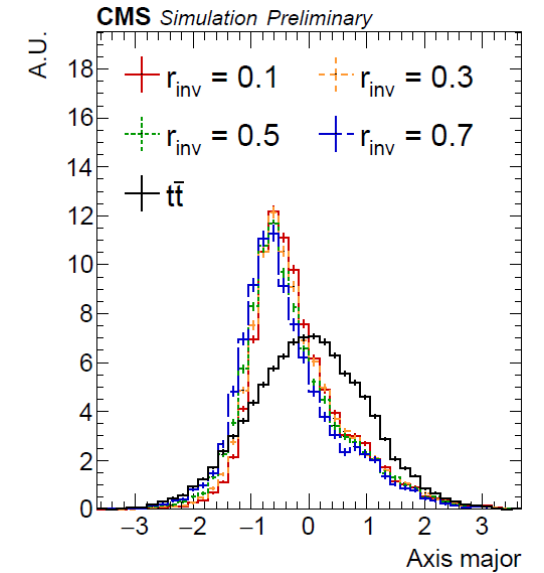 CMS Simulation Preliminary
A.U.
18
16
14
12
10
8
6
4
2
0
r_inv = 0.1
r_inv = 0.3
r_inv = 0.5
r_inv = 0.7
tt̄
−3 −2 −1 0 1 2 3
Axis major